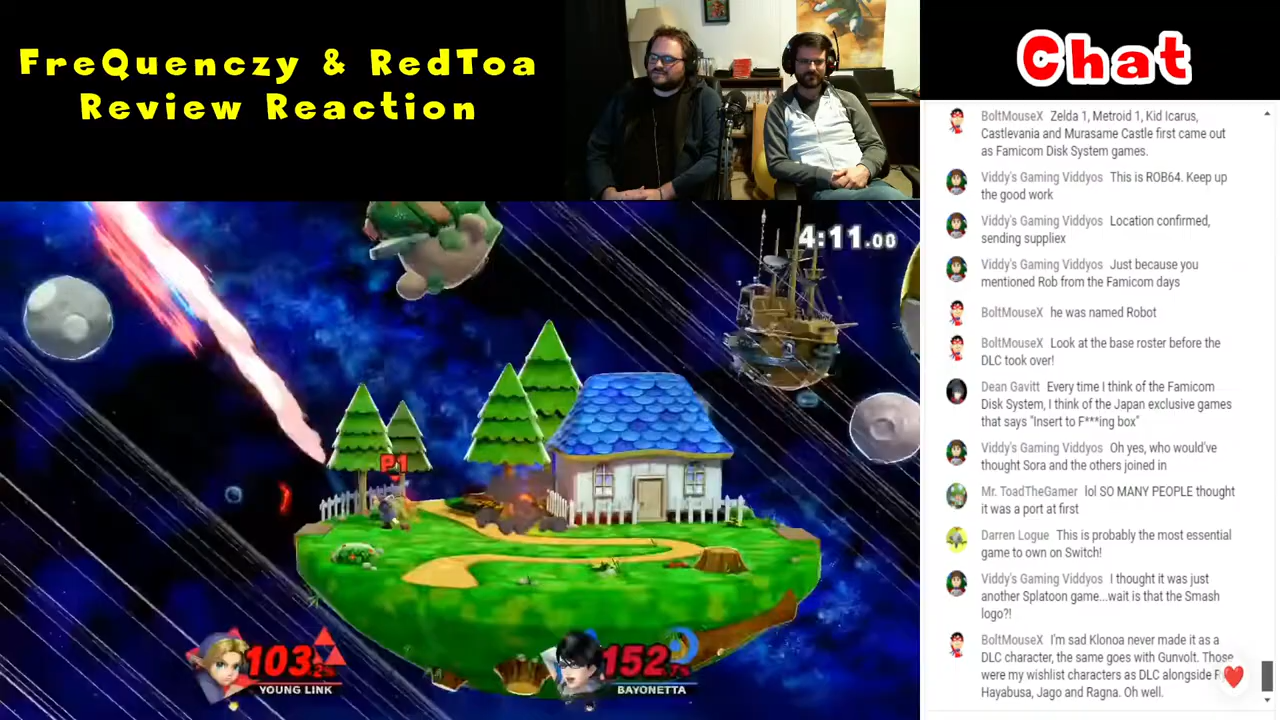 FreQuenczy & RedToa
Review Reaction
Chat
BoltMouseX Zelda 1, Metroid 1, Kid Icarus,
Castlevania and Murasame Castle first came out
as Famicom Disk System games.
Viddy's Gaming Viddyos This is ROB64. Keep up
the good work
Viddy's Gaming Viddyos Location confirmed,
sending suppliex
Viddy's Gaming Viddyos Just because you
mentioned Rob from the Famicom days
BoltMouseX he was named Robot
BoltMouseX Look at the base roster before the
DLC took over!
Dean Gavitt Every time I think of the Famicom
Disk System, I think of the Japan exclusive games
that says "Insert to F***ing box"
Viddy's Gaming Viddyos Oh yes, who would've
thought Sora and the others joined in
Mr. ToadTheGamer lol SO MANY PEOPLE thought
it was a port at first
Darren Logue This is probably the most essential
game to own on Switch!
Viddy's Gaming Viddyos I thought it was just
another Splatoon game...wait is that the Smash
logo?!
BoltMouseX I'm sad Klonoa never made it as a
DLC character, the same goes with Gunvolt. Those
were my wishlist characters as DLC alongside
Hayabusa, Jago and Ragna. Oh well.
4:11.00
P1
103
YOUNG LINK
152
BAYONETTA